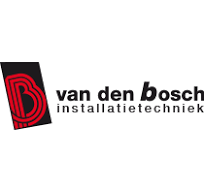 B van den bosch
installatietechniek